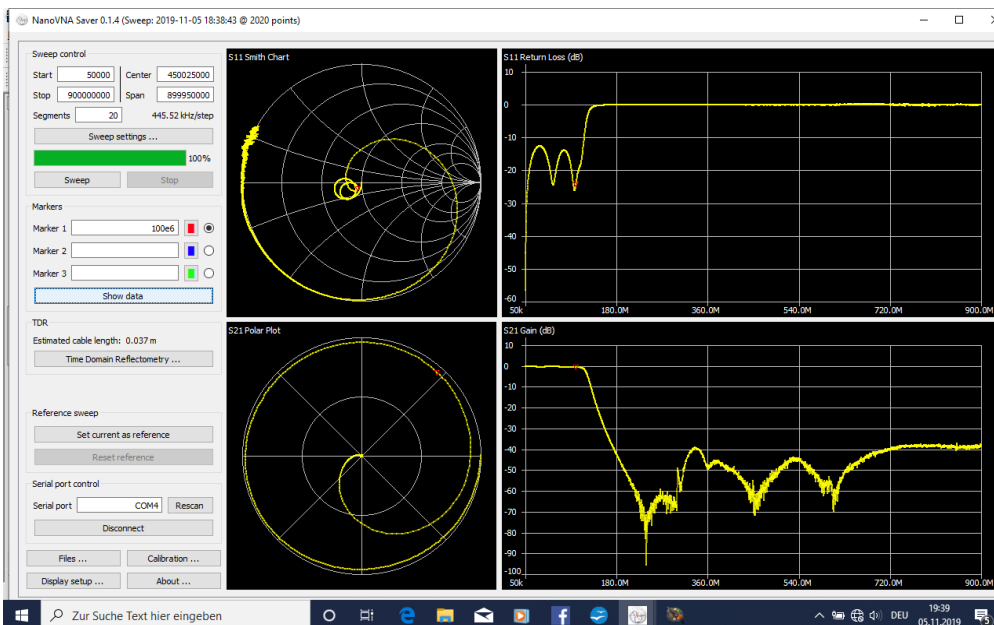 NanoVNA Saver 0.1.4 (Sweep: 2019-11-05 18:38:43 @ 2020 points)
Sweep control
Start 50000 Center 450025000
Stop 900000000 Span 899950000
Segments 20 445.52 kHz/step
Sweep settings ...
100%
Sweep Stop
Markers
Marker 1 100e6
Marker 2
Marker 3
Show data
TDR
Estimated cable length: 0.037 m
Time Domain Reflectometry ...
Reference sweep
Set current as reference
Reset reference
Serial port control
Serial port COM4 Rescan
Disconnect
Files ... Calibration ...
Display setup ... About ...
S11 Smith Chart
S11 Return Loss (dB)
10
0
-10
-20
-30
-40
-50
-60
50k 180.0M 360.0M 540.0M 720.0M 900.0M
S21 Polar Plot
S21 Gain (dB)
10
0
-10
-20
-30
-40
-50
-60
-70
-80
-90
-100
50k 180.0M 360.0M 540.0M 720.0M 900.0M
Zur Suche Text hier eingeben
DEU
19:39
05.11.2019
5